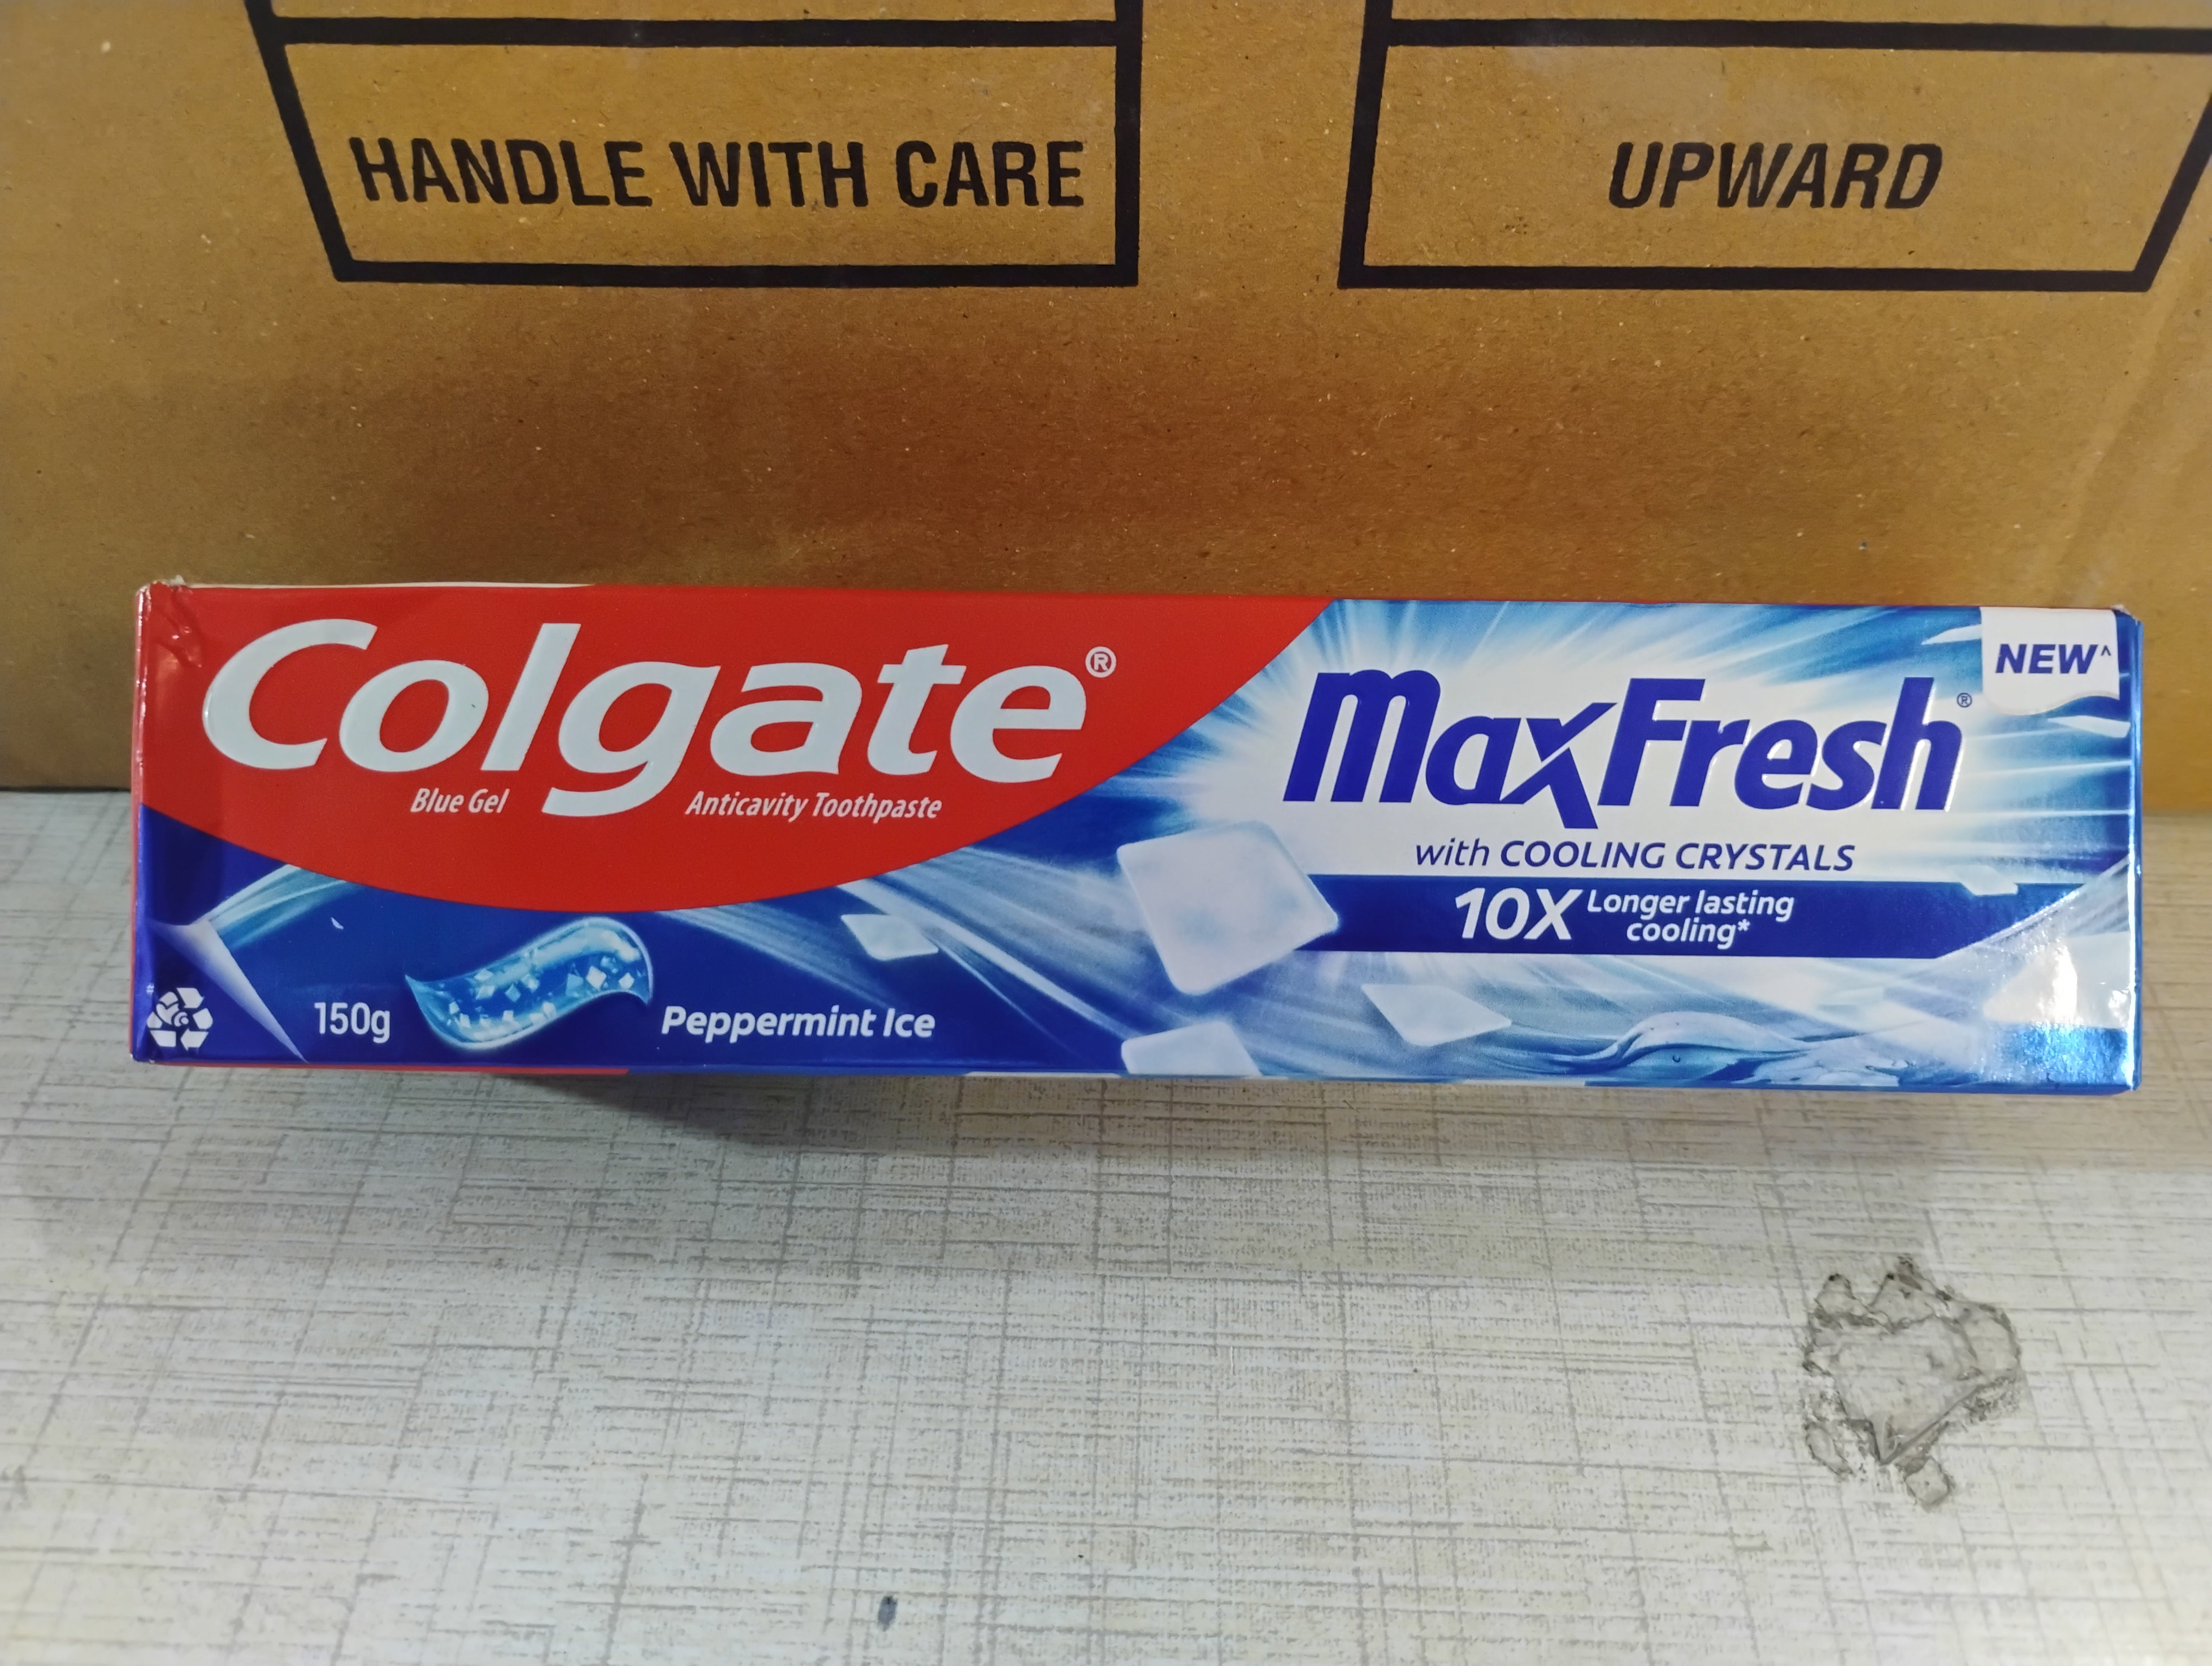 HANDLE WITH CARE
UPWARD
Colgate®
Blue Gel
Anticavity Toothpaste
NEW^
MaxFresh®
with COOLING CRYSTALS
10X Longer lasting
cooling*
150g
Peppermint Ice